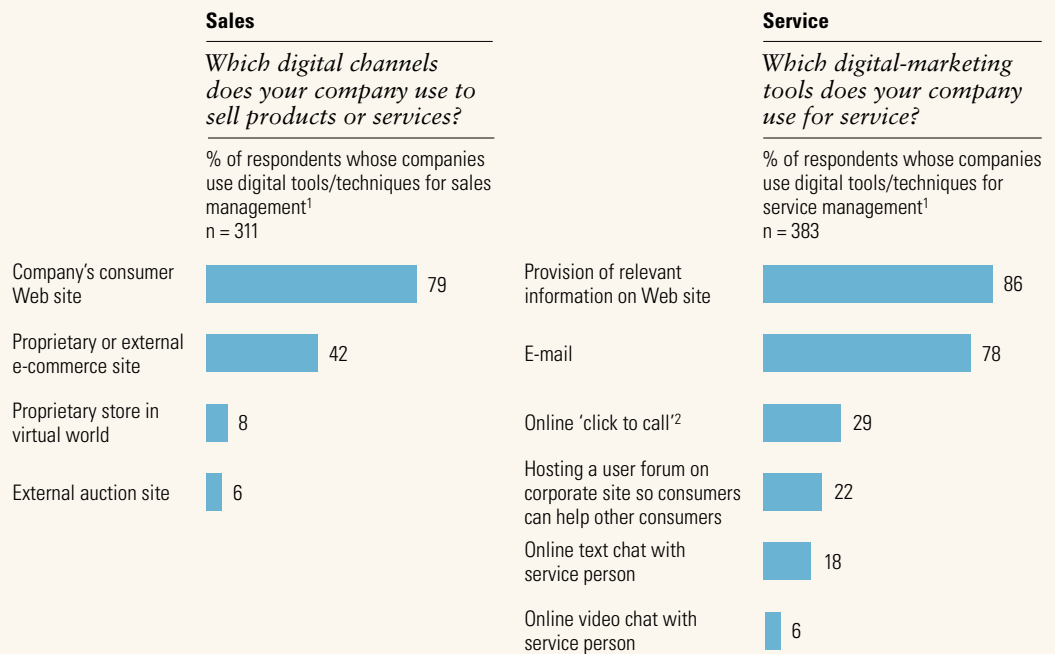 Sales
Which digital channels
does your company use to
sell products or services?
% of respondents whose companies
use digital tools/techniques for sales
management¹
n = 311
Company's consumer
Web site
79
Proprietary or external
e-commerce site
42
Proprietary store in
virtual world
8
External auction site
6
Service
Which digital-marketing
tools does your company
use for service?
% of respondents whose companies
use digital tools/techniques for
service management¹
n = 383
Provision of relevant
information on Web site
86
E-mail
78
Online ‘click to call’²
29
Hosting a user forum on
corporate site so consumers
can help other consumers
22
Online text chat with
service person
18
Online video chat with
service person
6